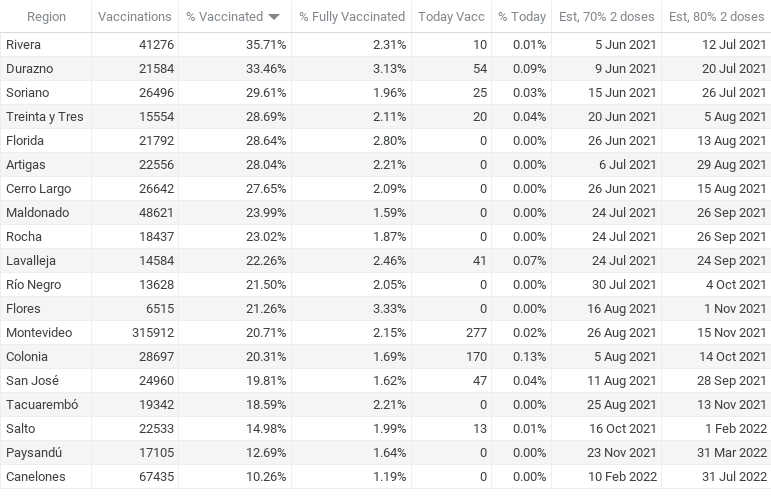 Region Vaccinations % Vaccinated % Fully Vaccinated Today Vacc % Today Est, 70% 2 doses Est, 80% 2 doses
Rivera 41276 35.71% 2.31% 10 0.01% 5 Jun 2021 12 Jul 2021
Durazno 21584 33.46% 3.13% 54 0.09% 9 Jun 2021 20 Jul 2021
Soriano 26496 29.61% 1.96% 25 0.03% 15 Jun 2021 26 Jul 2021
Treinta y Tres 15554 28.69% 2.11% 20 0.04% 20 Jun 2021 5 Aug 2021
Florida 21792 28.64% 2.80% 0 0.00% 26 Jun 2021 13 Aug 2021
Artigas 22556 28.04% 2.21% 0 0.00% 6 Jul 2021 29 Aug 2021
Cerro Largo 26642 27.65% 2.09% 0 0.00% 26 Jun 2021 15 Aug 2021
Maldonado 48621 23.99% 1.59% 0 0.00% 24 Jul 2021 26 Sep 2021
Rocha 18437 23.02% 1.87% 0 0.00% 24 Jul 2021 26 Sep 2021
Lavalleja 14584 22.26% 2.46% 41 0.07% 24 Jul 2021 24 Sep 2021
Río Negro 13628 21.50% 2.05% 0 0.00% 30 Jul 2021 4 Oct 2021
Flores 6515 21.26% 3.33% 0 0.00% 16 Aug 2021 1 Nov 2021
Montevideo 315912 20.71% 2.15% 277 0.02% 26 Aug 2021 15 Nov 2021
Colonia 28697 20.31% 1.69% 170 0.13% 5 Aug 2021 14 Oct 2021
San José 24960 19.81% 1.62% 47 0.04% 11 Aug 2021 28 Sep 2021
Tacuarembó 19342 18.59% 2.21% 0 0.00% 25 Aug 2021 13 Nov 2021
Salto 22533 14.98% 1.99% 13 0.01% 16 Oct 2021 1 Feb 2022
Paysandú 17105 12.69% 1.64% 0 0.00% 23 Nov 2021 31 Mar 2022
Canelones 67435 10.26% 1.19% 0 0.00% 10 Feb 2022 31 Jul 2022